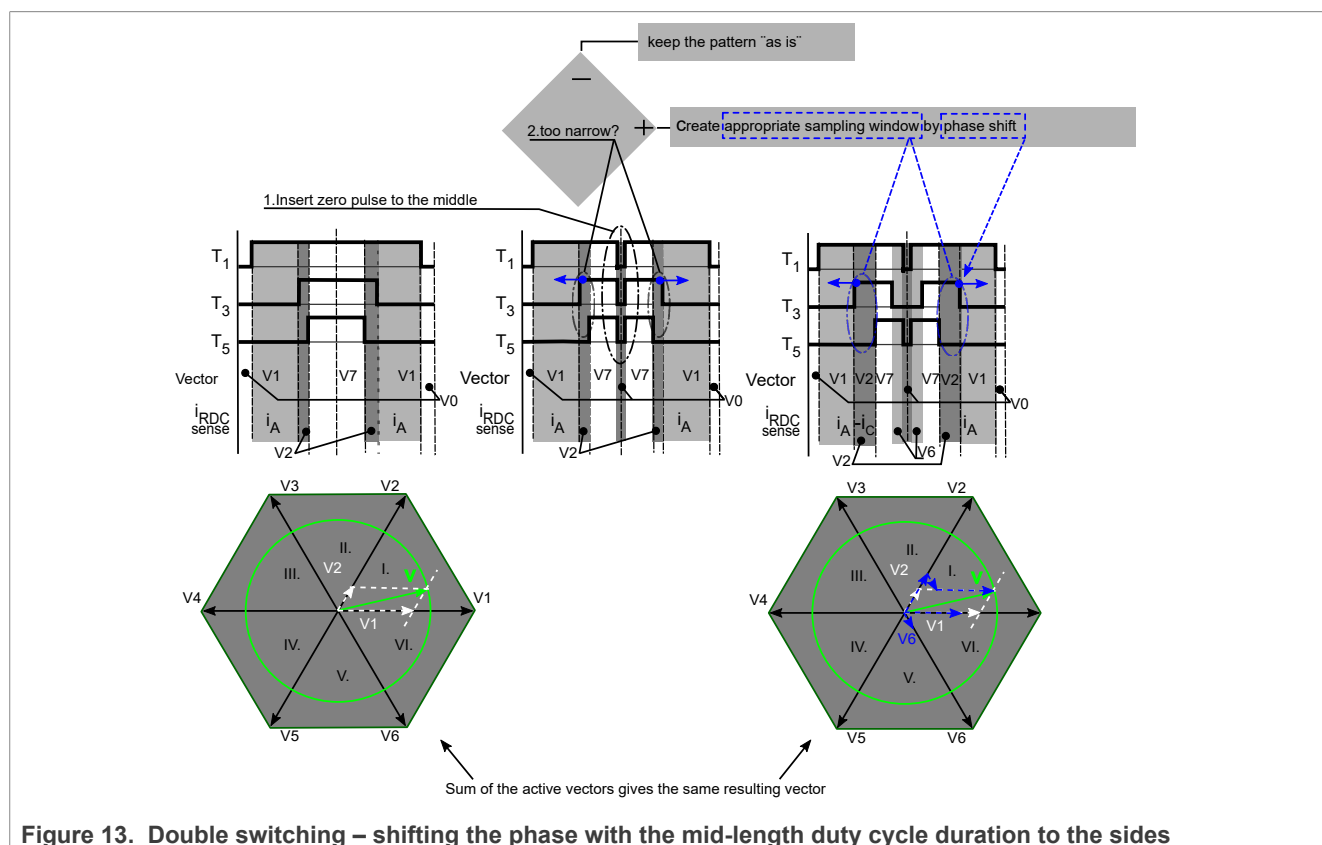 keep the pattern ¨as is¨
2.too narrow?
Create appropriate sampling window by phase shift
1.Insert zero pulse to the middle
T1
T3
T5
Vector
V1
V7
V1
V0
iRDC
sense
iA
iA
V2
T1
T3
T5
Vector
V1
V7
V7
V1
V0
iRDC
sense
iA
iA
V2
T1
T3
T5
Vector
V1
V2
V7
V7
V2
V1
V0
iRDC
sense
iA
-iC
iA
V6
V2
V3
V2
II.
V2
I.
v
III.
V4
V1
V1
IV.
VI.
V.
V5
V6
V3
V2
II.
V2
I.
v
III.
V4
V1
V1
V6
IV.
VI.
V.
V5
V6
Sum of the active vectors gives the same resulting vector
Figure 13. Double switching – shifting the phase with the mid-length duty cycle duration to the sides